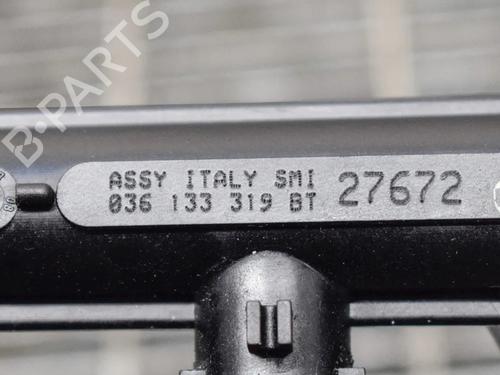 B-PARTS
ASSY ITALY SMI 27672
036 133 319 BT